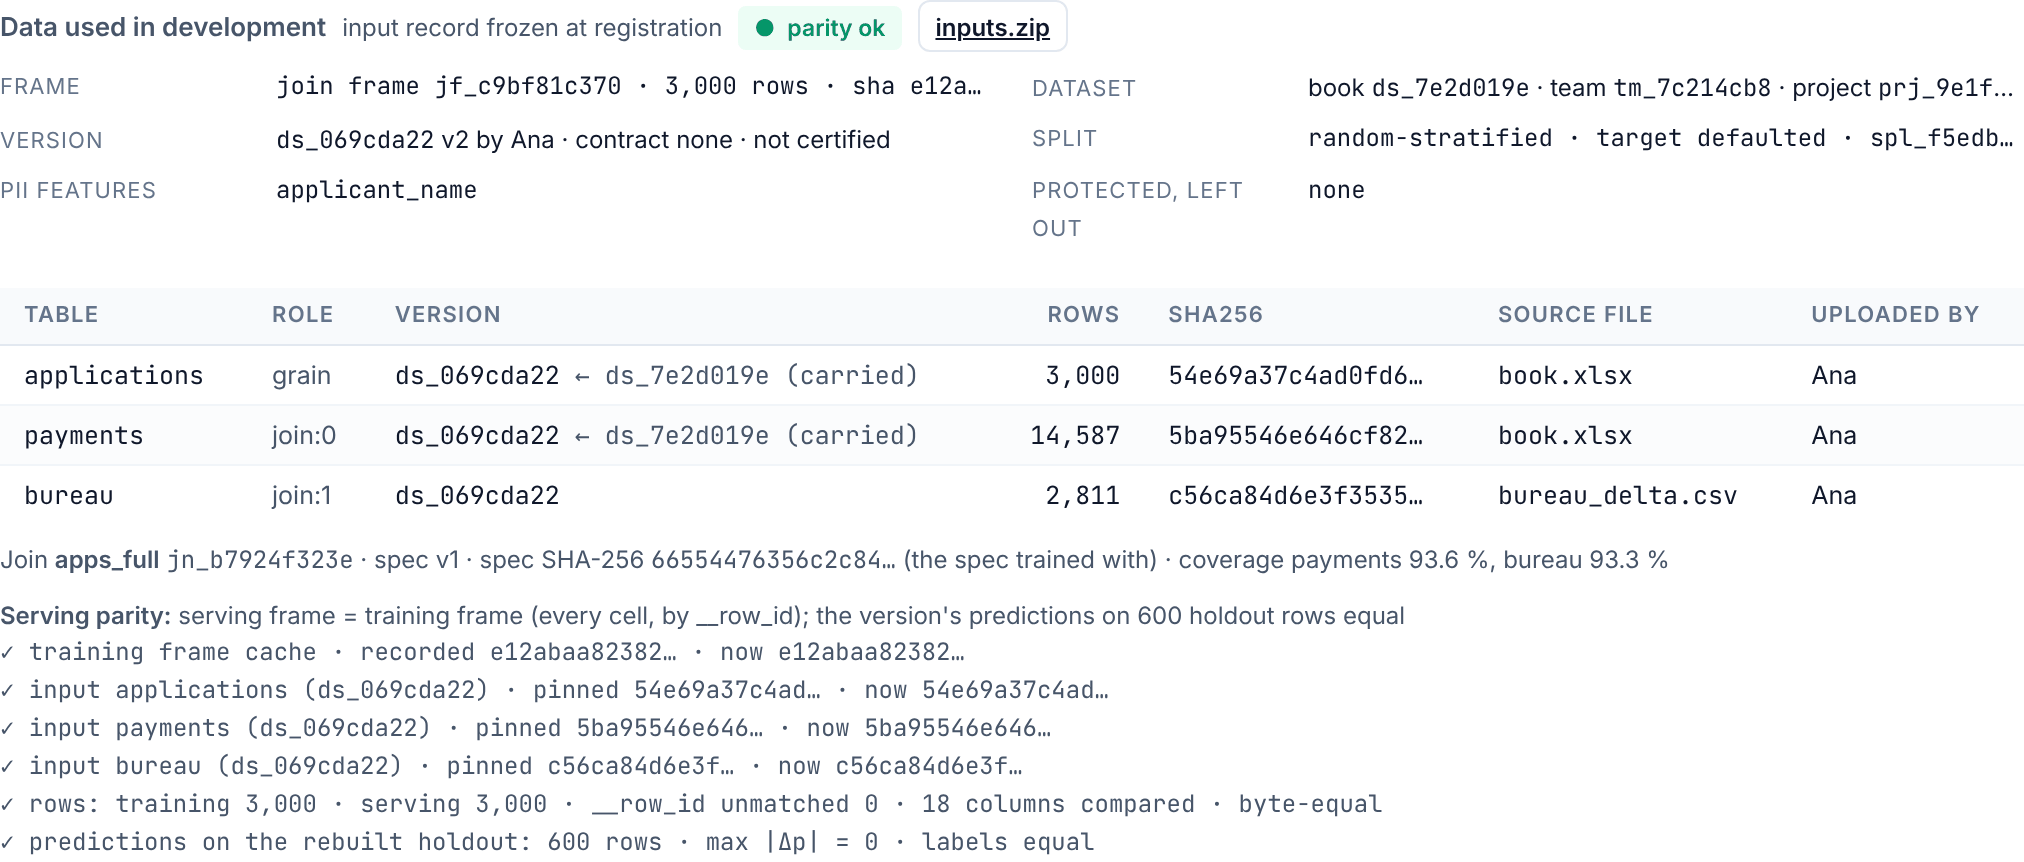 Data used in development input record frozen at registration ● parity ok inputs.zip
FRAME join frame jf_c9bf81c370 · 3,000 rows · sha e12a… DATASET book ds_7e2d019e · team tm_7c214cb8 · project prj_9e1f…
VERSION ds_069cda22 v2 by Ana · contract none · not certified SPLIT random-stratified · target defaulted · spl_f5edb…
PII FEATURES applicant_name PROTECTED, LEFT OUT none
TABLE ROLE VERSION ROWS SHA256 SOURCE FILE UPLOADED BY
applications grain ds_069cda22 ← ds_7e2d019e (carried) 3,000 54e69a37c4ad0fd6… book.xlsx Ana
payments join:0 ds_069cda22 ← ds_7e2d019e (carried) 14,587 5ba95546e646cf82… book.xlsx Ana
bureau join:1 ds_069cda22 2,811 c56ca84d6e3f3535… bureau_delta.csv Ana
Join apps_full jn_b7924f323e · spec v1 · spec SHA-256 66554476356c2c84… (the spec trained with) · coverage payments 93.6 %, bureau 93.3 %
Serving parity: serving frame = training frame (every cell, by __row_id); the version's predictions on 600 holdout rows equal
✓ training frame cache · recorded e12abaa82382… · now e12abaa82382…
✓ input applications (ds_069cda22) · pinned 54e69a37c4ad… · now 54e69a37c4ad…
✓ input payments (ds_069cda22) · pinned 5ba95546e646… · now 5ba95546e646…
✓ input bureau (ds_069cda22) · pinned c56ca84d6e3f… · now c56ca84d6e3f…
✓ rows: training 3,000 · serving 3,000 · __row_id unmatched 0 · 18 columns compared · byte-equal
✓ predictions on the rebuilt holdout: 600 rows · max |Δp| = 0 · labels equal